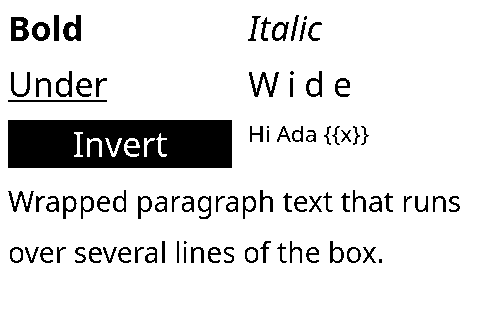 Bold
Italic
Under
W i d e
Invert
Hi Ada {{x}}
Wrapped paragraph text that runs
over several lines of the box.